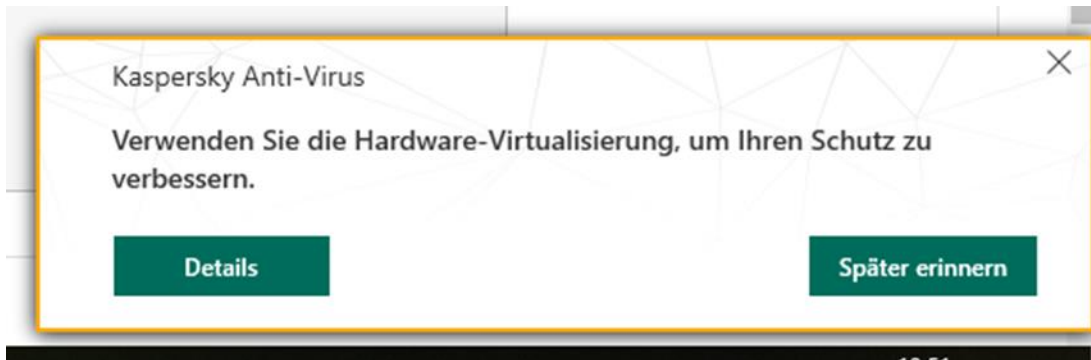 Kaspersky Anti-Virus
Verwenden Sie die Hardware-Virtualisierung, um Ihren Schutz zu
verbessern.
Details
Später erinnern